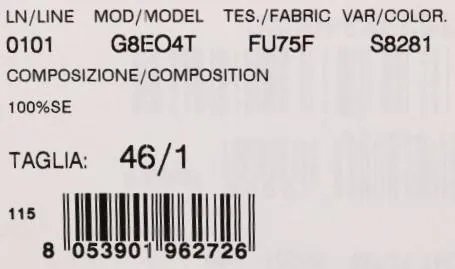 LN/LINE MOD/MODEL TES./FABRIC VAR/COLOR.
0101 G8EO4T FU75F S8281
COMPOSIZIONE/COMPOSITION
100%SE
TAGLIA: 46/1
115
8 053901 962726